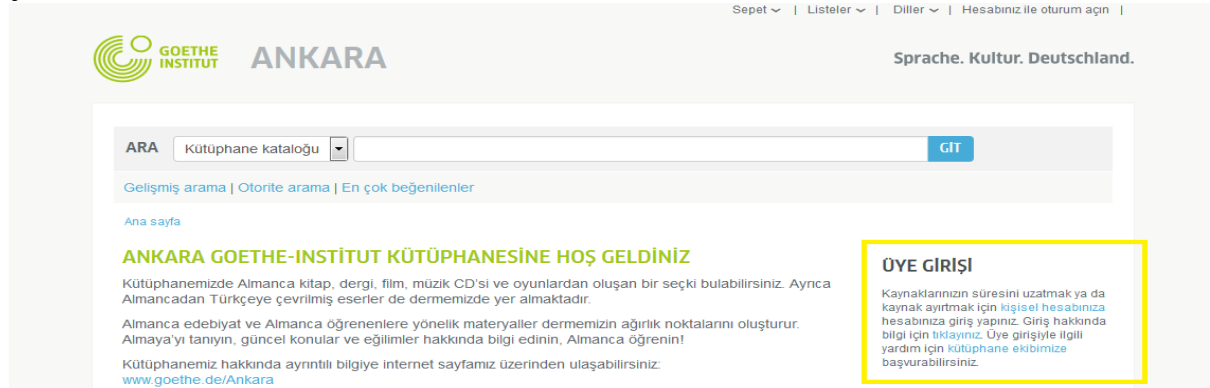 Sepet | Listeler | Diller | Hesabınız ile oturum açın |
GOETHE INSTITUT
ANKARA
Sprache. Kultur. Deutschland.
ARA Kütüphane kataloğu GİT
Gelişmiş arama | Otorite arama | En çok beğenilenler
Ana sayfa
ANKARA GOETHE-INSTİTUT KÜTÜPHANESİNE HOŞ GELDİNİZ
Kütüphanemizde Almanca kitap, dergi, film, müzik CD'si ve oyunlardan oluşan bir seçki bulabilirsiniz. Ayrıca
Almancadan Türkçeye çevrilmiş eserler de dermemizde yer almaktadır.
Almanca edebiyat ve Almanca öğrenenlere yönelik materyaller dermemizin ağırlık noktalarını oluşturur.
Almaya'yı tanıyın, güncel konular ve eğilimler hakkında bilgi edinin, Almanca öğrenin!
Kütüphanemiz hakkında ayrıntılı bilgiye internet sayfamız üzerinden ulaşabilirsiniz:
www.goethe.de/Ankara
ÜYE GİRİŞİ
Kaynaklarınızın süresini uzatmak ya da
kaynak ayırtmak için kişisel hesabınıza
hesabınıza giriş yapınız. Giriş hakkında
bilgi için tıklayınız. Üye girişiyle ilgili
yardım için kütüphane ekibimize
başvurabilirsiniz.